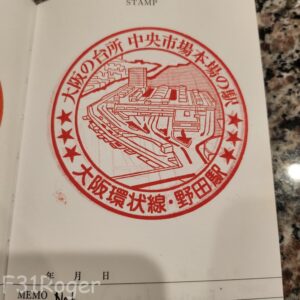 STAMP
大阪の台所 中央市場本場の駅
大阪環状線・野田駅
年 月 日
MEMO No.1
F31Roger